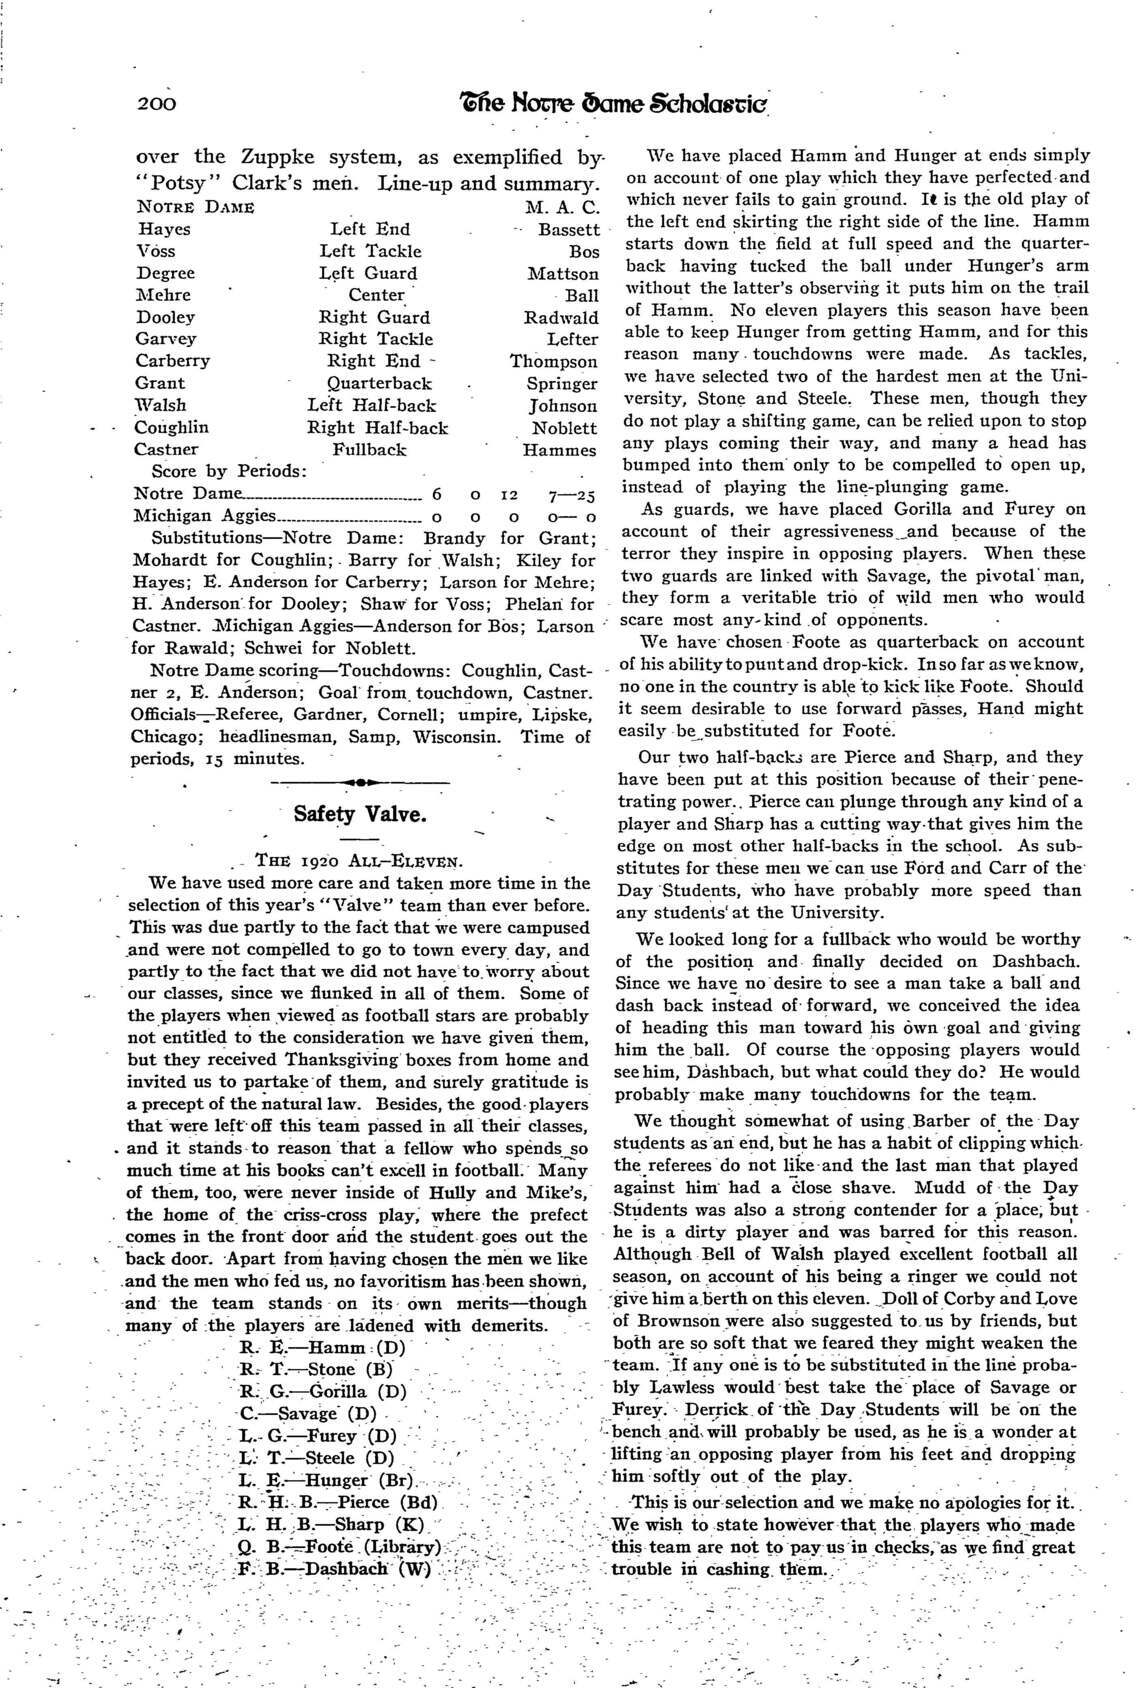 200
The Notre Dame Scholastic
over the Zuppke system, as exemplified by
"Potsy" Clark's men. Line-up and summary.
NOTRE DAME M. A. C.
Hayes Left End Bassett
Voss Left Tackle Bos
Degree Left Guard Mattson
Mehre Center Ball
Dooley Right Guard Radwald
Garvey Right Tackle Lefter
Carberry Right End Thompson
Grant Quarterback Springer
Walsh Left Half-back Johnson
Coughlin Right Half-back Noblett
Castner Fullback Hammes
Score by Periods:
Notre Dame 6 0 12 7—25
Michigan Aggies 0 0 0 0— 0
Substitutions—Notre Dame: Brandy for Grant;
Mohardt for Coughlin; Barry for Walsh; Kiley for
Hayes; E. Anderson for Carberry; Larson for Mehre;
H. Anderson for Dooley; Shaw for Voss; Phelan for
Castner. Michigan Aggies—Anderson for Bos; Larson
for Rawald; Schwei for Noblett.
Notre Dame scoring—Touchdowns: Coughlin, Cast-
ner 2, E. Anderson; Goal from touchdown, Castner.
Officials—Referee, Gardner, Cornell; umpire, Lipske,
Chicago; headlinesman, Samp, Wisconsin. Time of
periods, 15 minutes.
Safety Valve.
THE 1920 ALL-ELEVEN.
We have used more care and taken more time in the
selection of this year's "Valve" team than ever before.
This was due partly to the fact that we were campused
and were not compelled to go to town every day, and
partly to the fact that we did not have to worry about
our classes, since we flunked in all of them. Some of
the players when viewed as football stars are probably
not entitled to the consideration we have given them,
but they received Thanksgiving boxes from home and
invited us to partake of them, and surely gratitude is
a precept of the natural law. Besides, the good players
that were left off this team passed in all their classes,
and it stands to reason that a fellow who spends so
much time at his books can't excell in football. Many
of them, too, were never inside of Hully and Mike's,
the home of the criss-cross play, where the prefect
comes in the front door and the student goes out the
back door. Apart from having chosen the men we like
and the men who fed us, no favoritism has been shown,
and the team stands on its own merits—though
many of the players are ladened with demerits.
R. E.—Hamm (D)
R. T.—Stone (B)
R. G.—Gorilla (D)
C.—Savage (D)
L. G.—Furey (D)
L. T.—Steele (D)
L. E.—Hunger (Br)
R. H. B.—Pierce (Bd)
L. H. B.—Sharp (K)
Q. B.—Foote (Library)
F. B.—Dashbach (W)
We have placed Hamm and Hunger at ends simply
on account of one play which they have perfected and
which never fails to gain ground. It is the old play of
the left end skirting the right side of the line. Hamm
starts down the field at full speed and the quarter-
back having tucked the ball under Hunger's arm
without the latter's observing it puts him on the trail
of Hamm. No eleven players this season have been
able to keep Hunger from getting Hamm, and for this
reason many touchdowns were made. As tackles,
we have selected two of the hardest men at the Uni-
versity, Stone and Steele. These men, though they
do not play a shifting game, can be relied upon to stop
any plays coming their way, and many a head has
bumped into them only to be compelled to open up,
instead of playing the line-plunging game.
As guards, we have placed Gorilla and Furey on
account of their agressiveness and because of the
terror they inspire in opposing players. When these
two guards are linked with Savage, the pivotal man,
they form a veritable trio of wild men who would
scare most any kind of opponents.
We have chosen Foote as quarterback on account
of his ability to punt and drop-kick. In so far as we know,
no one in the country is able to kick like Foote. Should
it seem desirable to use forward passes, Hand might
easily be substituted for Foote.
Our two half-backs are Pierce and Sharp, and they
have been put at this position because of their pene-
trating power. Pierce can plunge through any kind of a
player and Sharp has a cutting way that gives him the
edge on most other half-backs in the school. As sub-
stitutes for these men we can use Ford and Carr of the
Day Students, who have probably more speed than
any students at the University.
We looked long for a fullback who would be worthy
of the position and finally decided on Dashbach.
Since we have no desire to see a man take a ball and
dash back instead of forward, we conceived the idea
of heading this man toward his own goal and giving
him the ball. Of course the opposing players would
see him, Dashbach, but what could they do? He would
probably make many touchdowns for the team.
We thought somewhat of using Barber of the Day
students as an end, but he has a habit of clipping which
the referees do not like and the last man that played
against him had a close shave. Mudd of the Day
Students was also a strong contender for a place, but
he is a dirty player and was barred for this reason.
Although Bell of Walsh played excellent football all
season, on account of his being a ringer we could not
give him a berth on this eleven. Doll of Corby and Love
of Brownson were also suggested to us by friends, but
both are so soft that we feared they might weaken the
team. If any one is to be substituted in the line proba-
bly Lawless would best take the place of Savage or
Furey. Derrick of the Day Students will be on the
bench and will probably be used, as he is a wonder at
lifting an opposing player from his feet and dropping
him softly out of the play.
This is our selection and we make no apologies for it.
We wish to state however that the players who made
this team are not to pay us in checks, as we find great
trouble in cashing them.